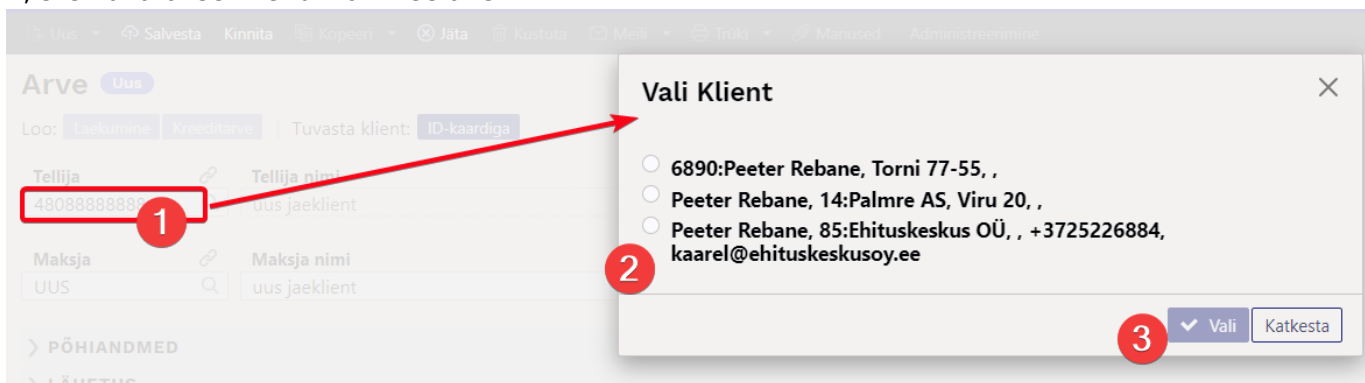 Uus Salvesta Kinnita Kopeeri Jäta Kustuta Meili Trüki Manused Administreerimine
Arve Uus
Loo: Laekumine Kreeditarve Tuvasta klient: ID-kaardiga
Tellija Tellija nimi
48088888888 uus jaeklient
1
Maksja Maksja nimi
UUS uus jaeklient
PÕHIANDMED
LÄHETUS
Vali Klient
6890:Peeter Rebane, Torni 77-55, ,
Peeter Rebane, 14:Palmre AS, Viru 20, ,
Peeter Rebane, 85:Ehituskeskus OÜ, , +3725226884,
kaarel@ehituskeskusoy.ee
2
3
Vali Katkesta